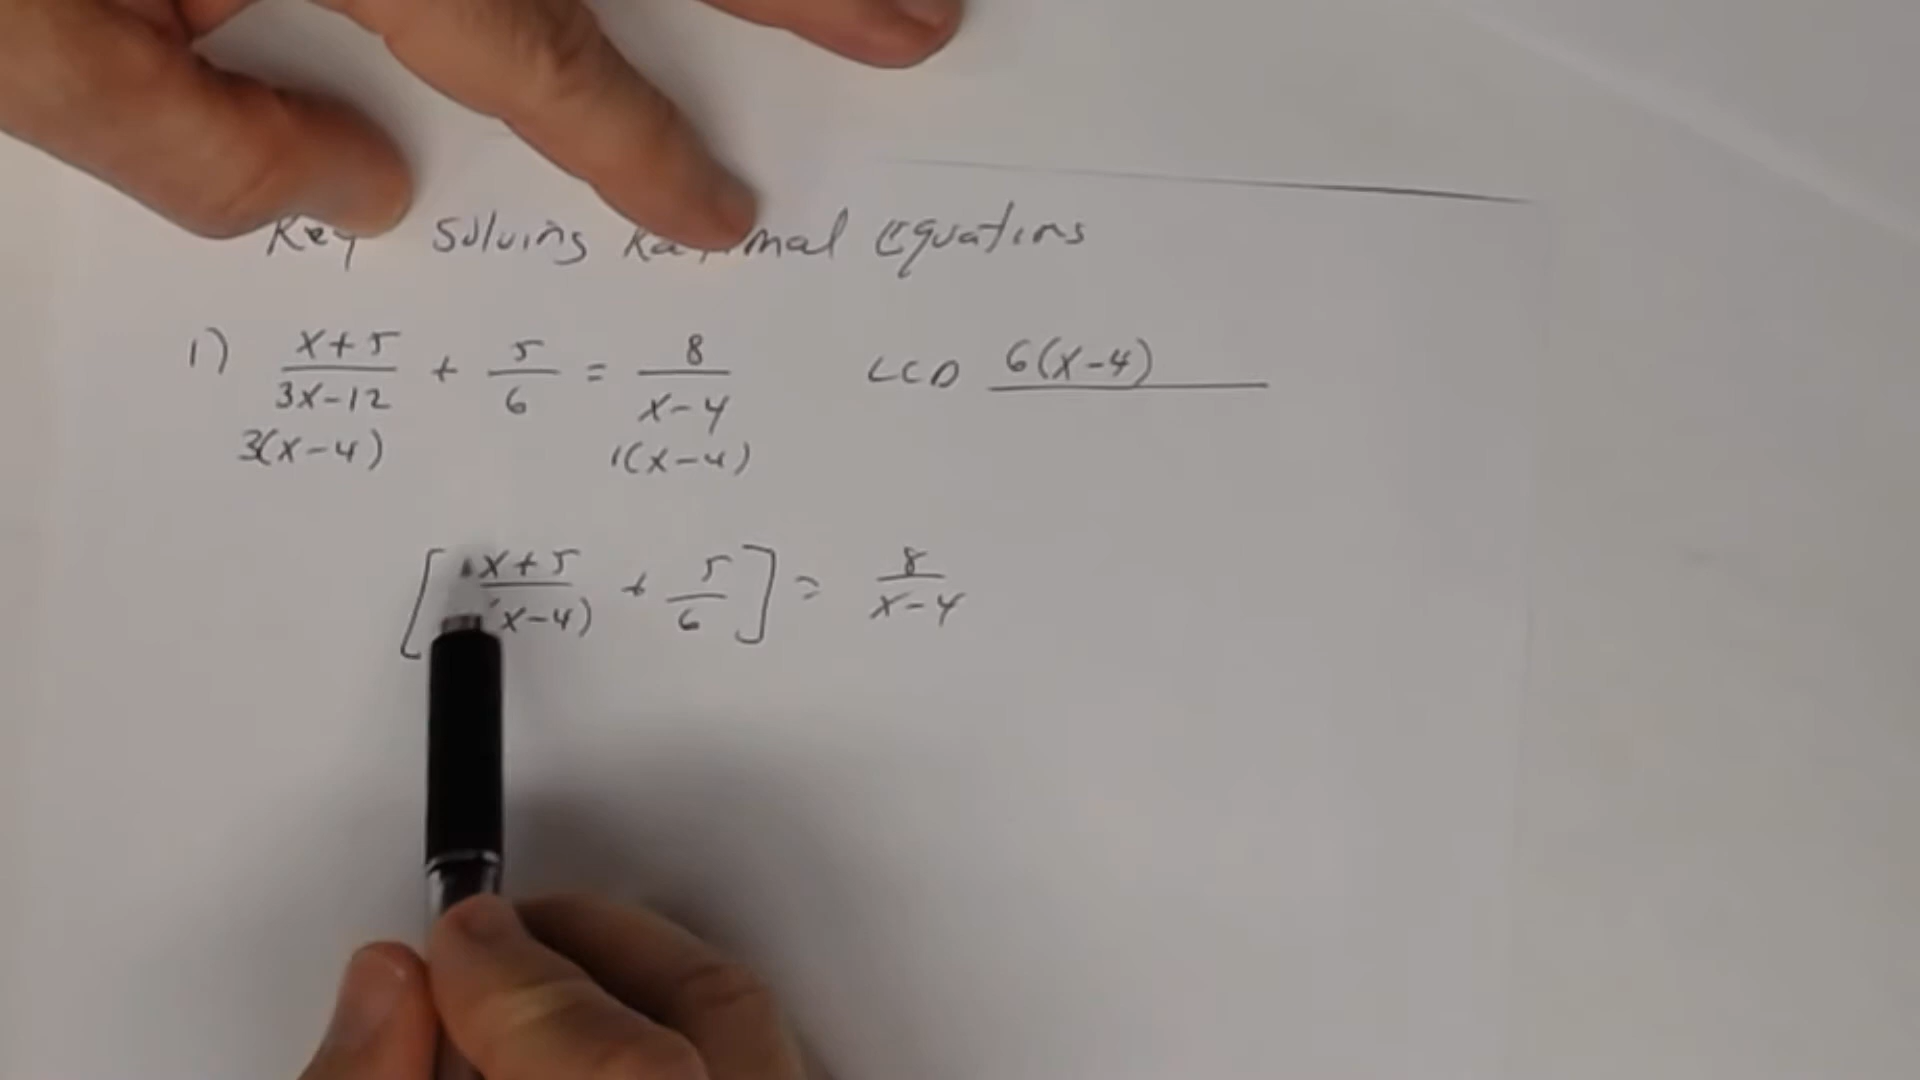 Key Solving Rational Equations
1) x+5/3x-12 + 5/6 = 8/x-4 LCD 6(x-4)
3(x-4) 1(x-4)
[x+5/(x-4) + 5/6] = 8/x-4